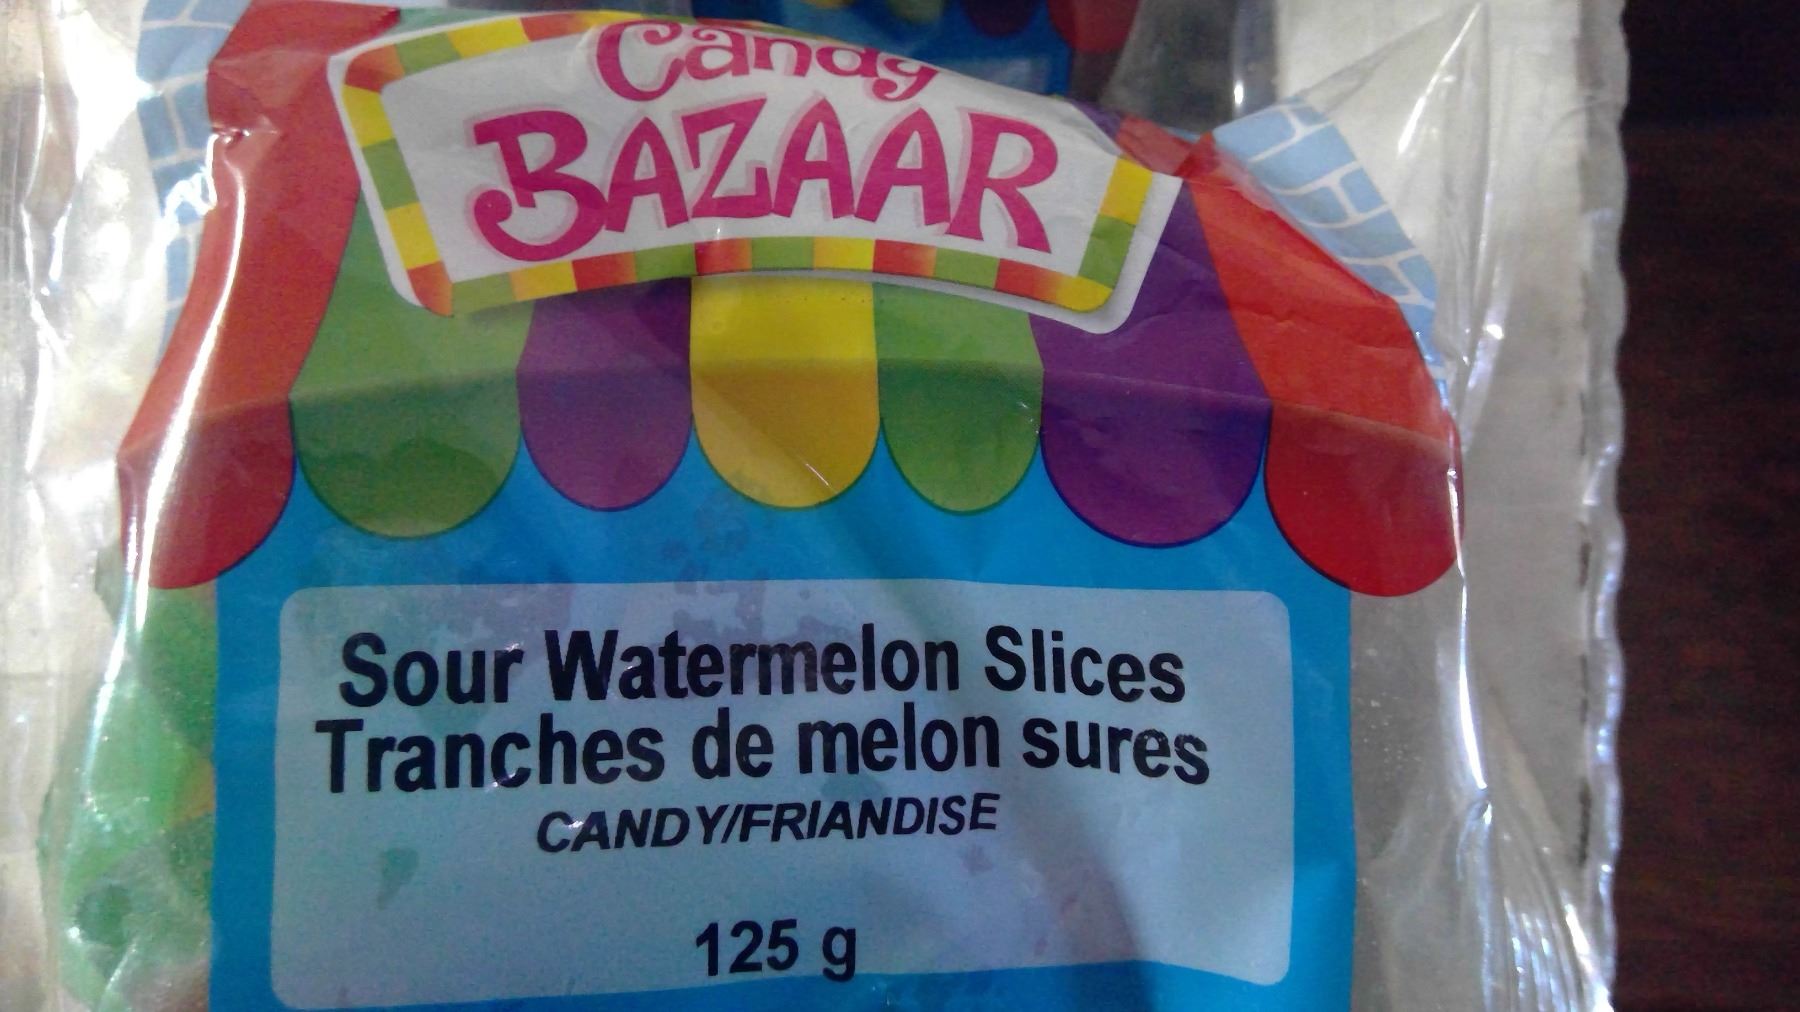 Candy
BAZAAR
Sour Watermelon Slices
Tranches de melon sures
CANDY/FRIANDISE
125 g